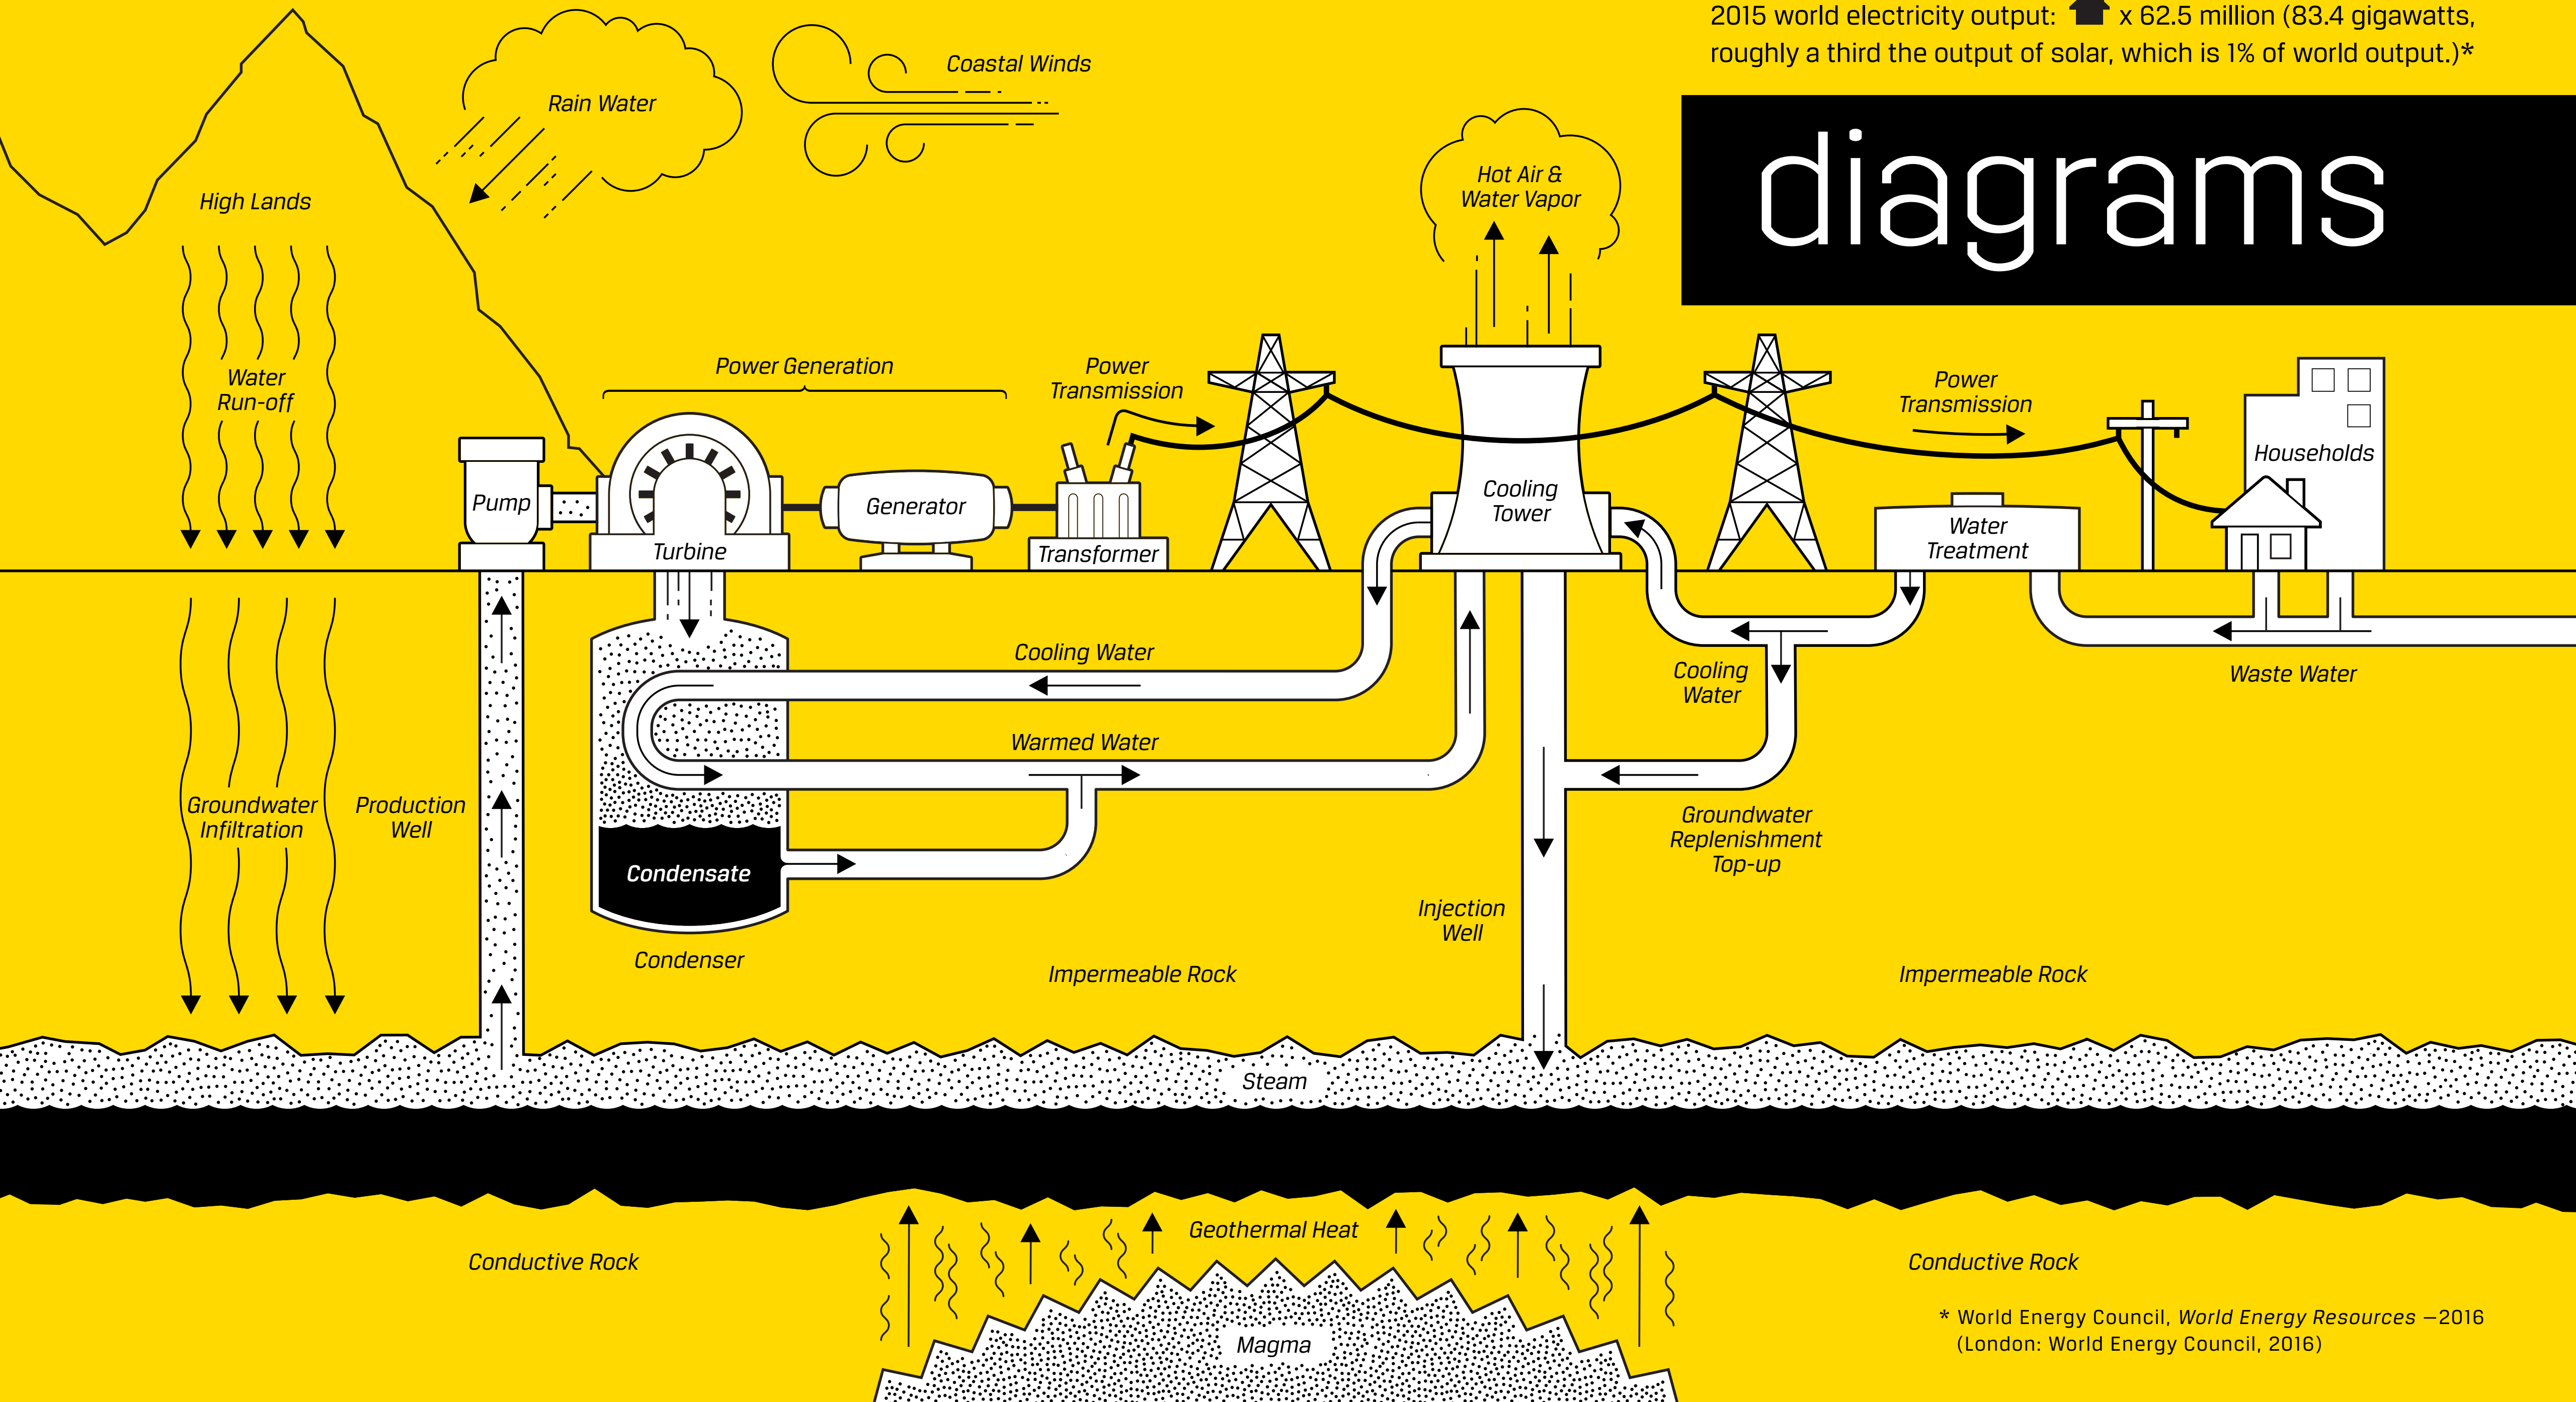 2015 world electricity output: x 62.5 million (83.4 gigawatts,
roughly a third the output of solar, which is 1% of world output.)*
diagrams
Coastal Winds
Rain Water
High Lands
Hot Air &
Water Vapor
Water
Run-off
Power Generation
Power
Transmission
Power
Transmission
Households
Pump
Turbine
Generator
Transformer
Cooling
Tower
Water
Treatment
Cooling Water
Cooling
Water
Waste Water
Warmed Water
Groundwater
Infiltration
Production
Well
Groundwater
Replenishment
Top-up
Condensate
Injection
Well
Condenser
Impermeable Rock
Impermeable Rock
Steam
Geothermal Heat
Conductive Rock
Conductive Rock
Magma
* World Energy Council, World Energy Resources —2016
(London: World Energy Council, 2016)